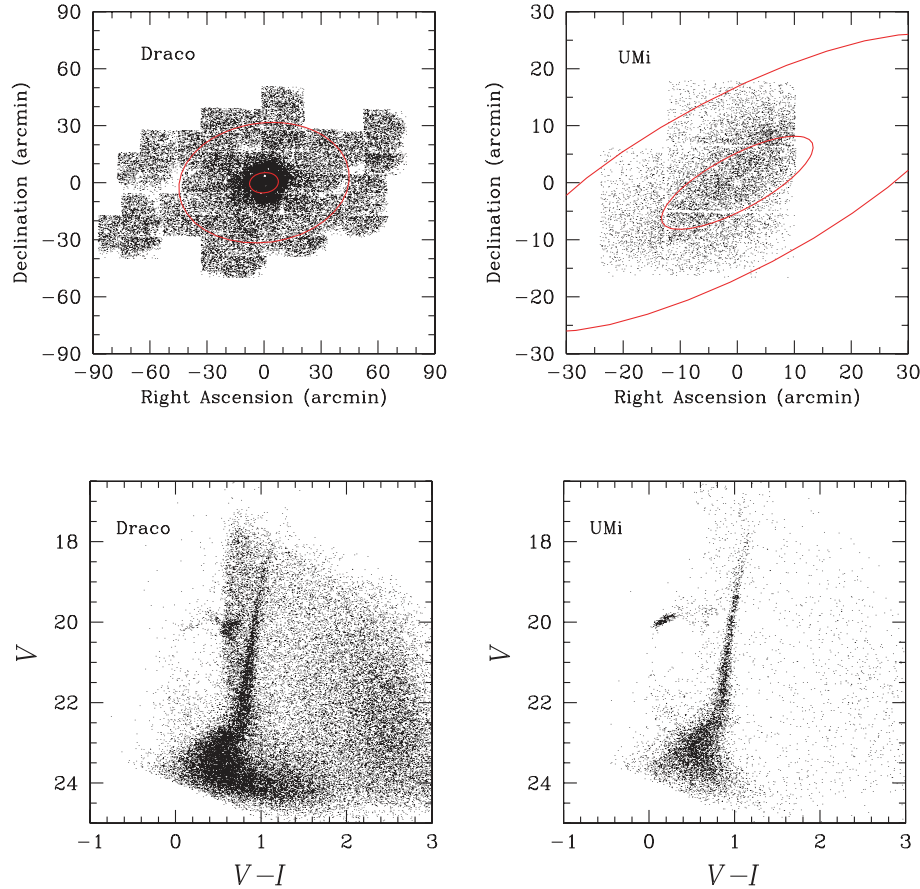 90
60
30
0
−30
−60
−90
Declination (arcmin)
Draco
−90 −60 −30 0 30 60 90
Right Ascension (arcmin)
30
20
10
0
−10
−20
−30
Declination (arcmin)
UMi
−30 −20 −10 0 10 20 30
Right Ascension (arcmin)
18
20
22
24
V
Draco
−1 0 1 2 3
V−I
18
20
22
24
V
UMi
−1 0 1 2 3
V−I